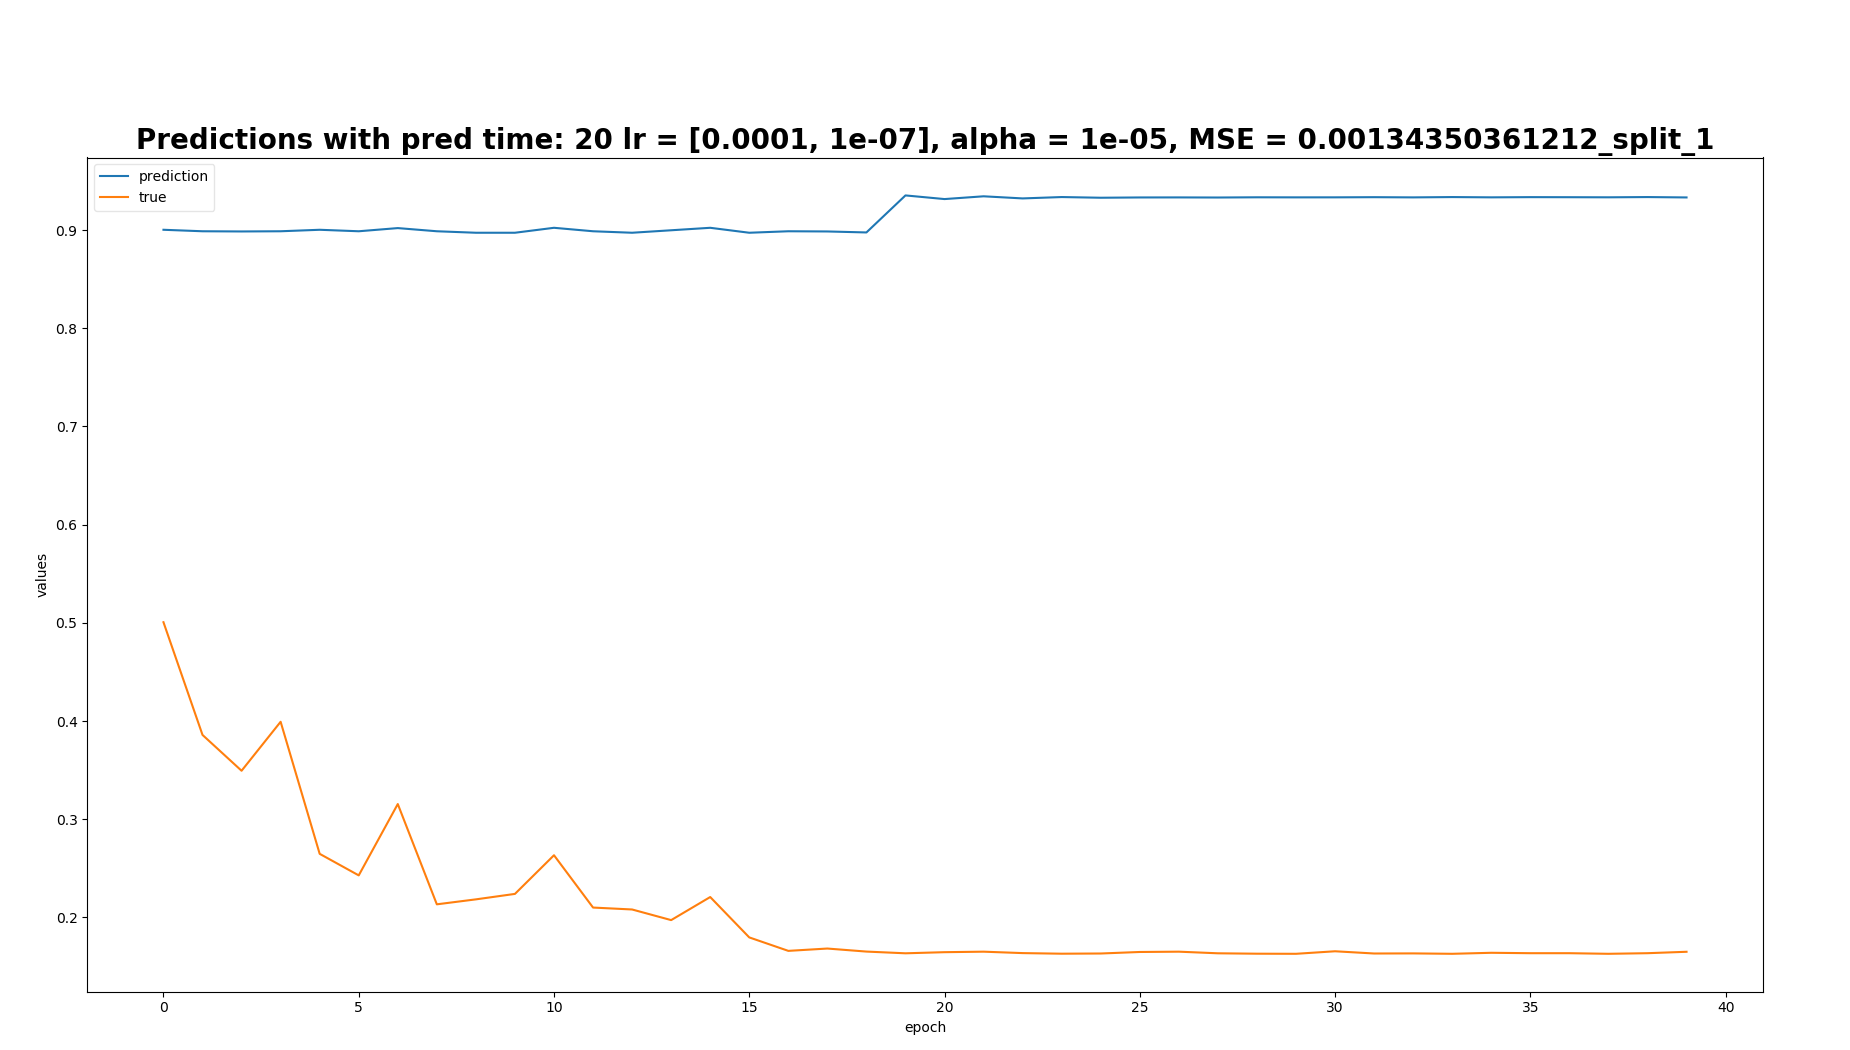 Predictions with pred time: 20 lr = [0.0001, 1e-07], alpha = 1e-05, MSE = 0.00134350361212_split_1
prediction
true
0.9
0.8
0.7
0.6
0.5
0.4
0.3
0.2
values
0 5 10 15 20 25 30 35 40
epoch